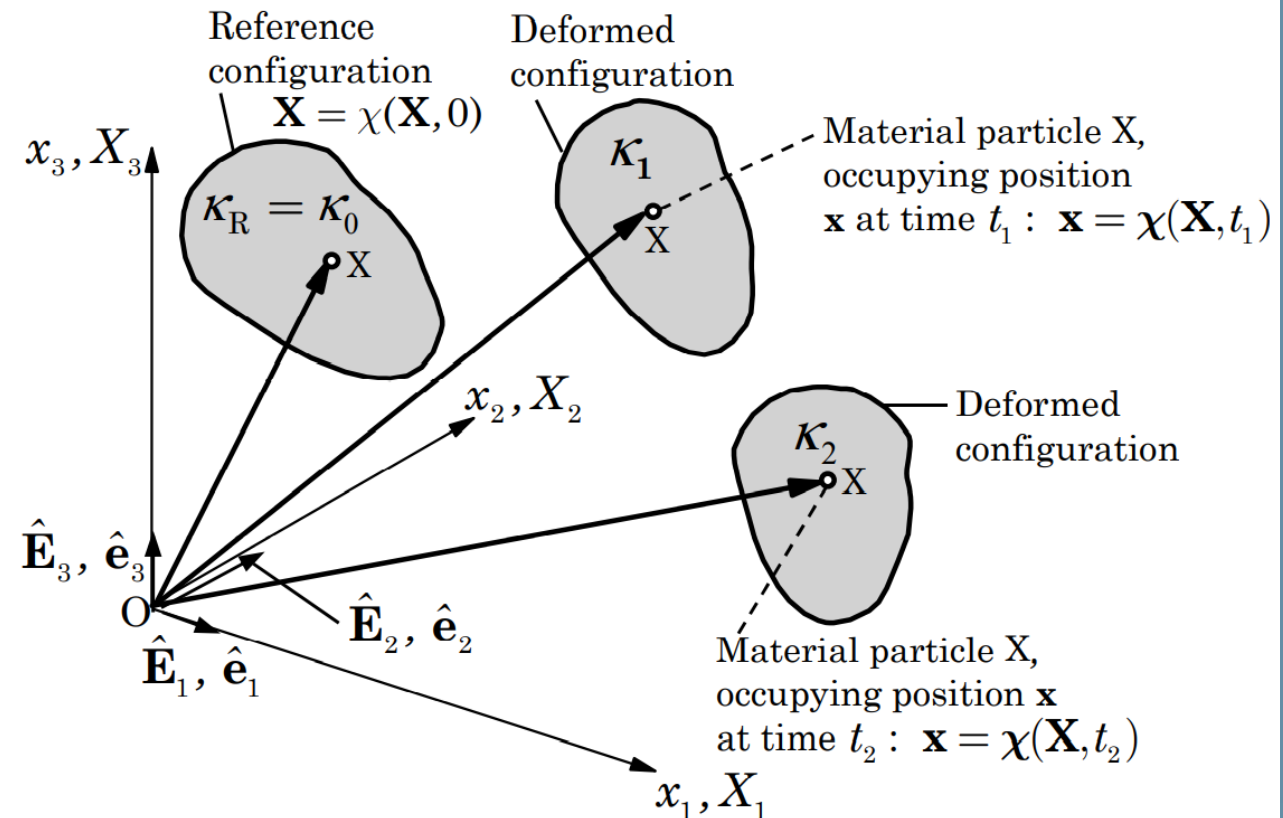 Reference
configuration
𝐗 = χ(𝐗,0)
Deformed
configuration
x₃, X₃
κ_R = κ₀
X
κ₁
X
Material particle X,
occupying position
𝐱 at time t₁ : 𝐱 = 𝛘(𝐗,t₁)
x₂, X₂
κ₂
X
Deformed
configuration
𝐄̂₃, 𝐞̂₃
O
𝐄̂₂, 𝐞̂₂
𝐄̂₁, 𝐞̂₁
Material particle X,
occupying position 𝐱
at time t₂ : 𝐱 = 𝛘(𝐗,t₂)
x₁, X₁